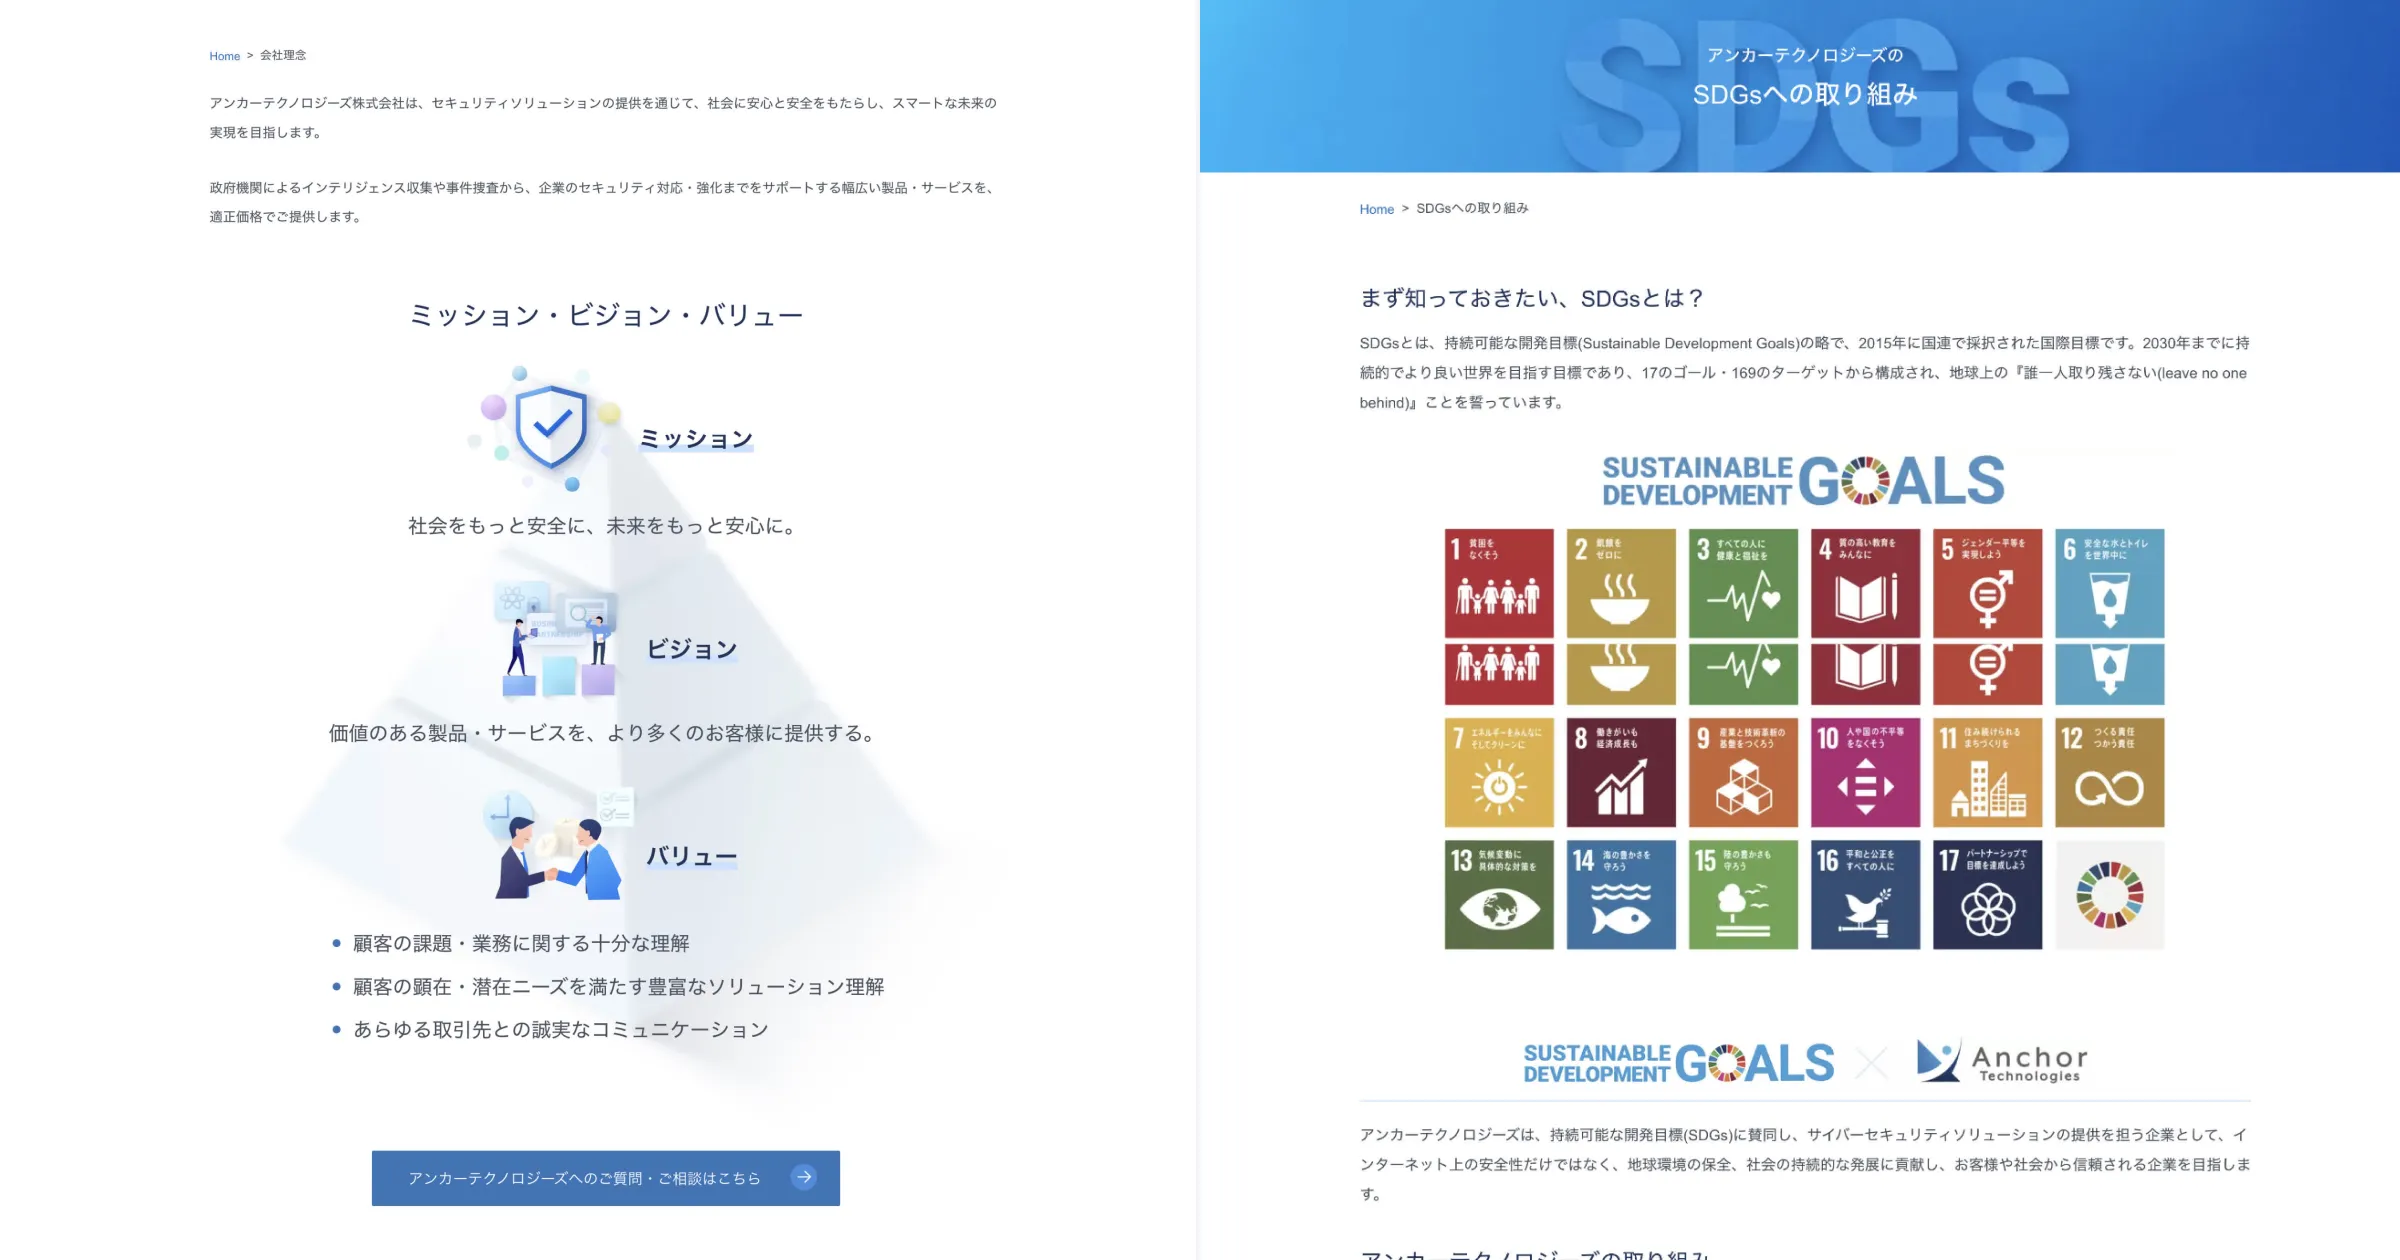 Home > 会社理念
アンカーテクノロジーズ株式会社は、セキュリティソリューションの提供を通じて、社会に安心と安全をもたらし、スマートな未来の
実現を目指します。
政府機関によるインテリジェンス収集や事件捜査から、企業のセキュリティ対応・強化までをサポートする幅広い製品・サービスを、
適正価格でご提供します。
ミッション・ビジョン・バリュー
ミッション
社会をもっと安全に、未来をもっと安心に。
ビジョン
価値のある製品・サービスを、より多くのお客様に提供する。
バリュー
• 顧客の課題・業務に関する十分な理解
• 顧客の顕在・潜在ニーズを満たす豊富なソリューション理解
• あらゆる取引先との誠実なコミュニケーション
アンカーテクノロジーズへのご質問・ご相談はこちら
SDGs
アンカーテクノロジーズの
SDGsへの取り組み
Home > SDGsへの取り組み
まず知っておきたい、SDGsとは？
SDGsとは、持続可能な開発目標(Sustainable Development Goals)の略で、2015年に国連で採択された国際目標です。2030年までに持
続的でより良い世界を目指す目標であり、17のゴール・169のターゲットから構成され、地球上の『誰一人取り残さない(leave no one
behind)』ことを誓っています。
SUSTAINABLE
DEVELOPMENT GOALS
1 貧困を
なくそう
2 飢餓を
ゼロに
3 すべての人に
健康と福祉を
4 質の高い教育を
みんなに
5 ジェンダー平等を
実現しよう
6 安全な水とトイレ
を世界中に
7 エネルギーをみんなに
そしてクリーンに
8 働きがいも
経済成長も
9 産業と技術革新の
基盤をつくろう
10 人や国の不平等
をなくそう
11 住み続けられる
まちづくりを
12 つくる責任
つかう責任
13 気候変動に
具体的な対策を
14 海の豊かさを
守ろう
15 陸の豊かさも
守ろう
16 平和と公正を
すべての人に
17 パートナーシップで
目標を達成しよう
SUSTAINABLE
DEVELOPMENT GOALS
Anchor
Technologies
アンカーテクノロジーズは、持続可能な開発目標(SDGs)に賛同し、サイバーセキュリティソリューションの提供を担う企業として、イ
ンターネット上の安全性だけではなく、地球環境の保全、社会の持続的な発展に貢献し、お客様や社会から信頼される企業を目指しま
す。
アンカーテクノロジーズの取り組み